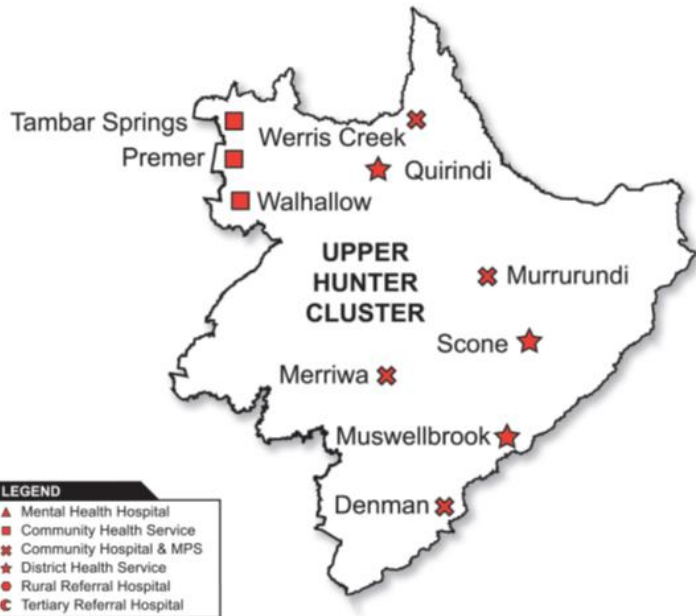 Tambar Springs
Werris Creek
Premer
Quirindi
Walhallow
UPPER
HUNTER
CLUSTER
Murrurundi
Scone
Merriwa
Muswellbrook
Denman
LEGEND
Mental Health Hospital
Community Health Service
Community Hospital & MPS
District Health Service
Rural Referral Hospital
Tertiary Referral Hospital